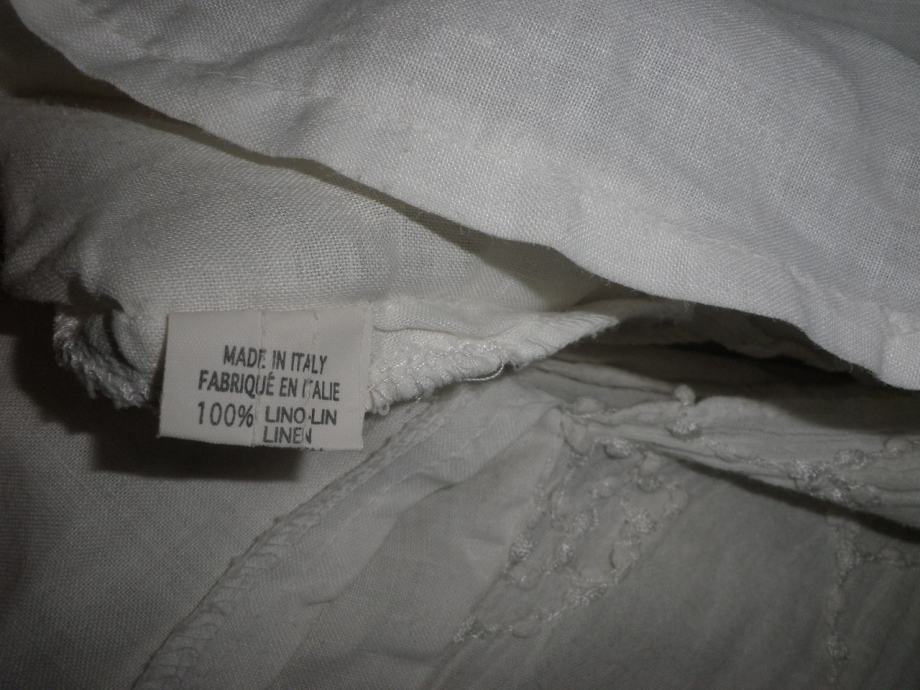 MADE IN ITALY
FABRIQUÉ EN ITALIE
100% LINO-LIN
LINEN